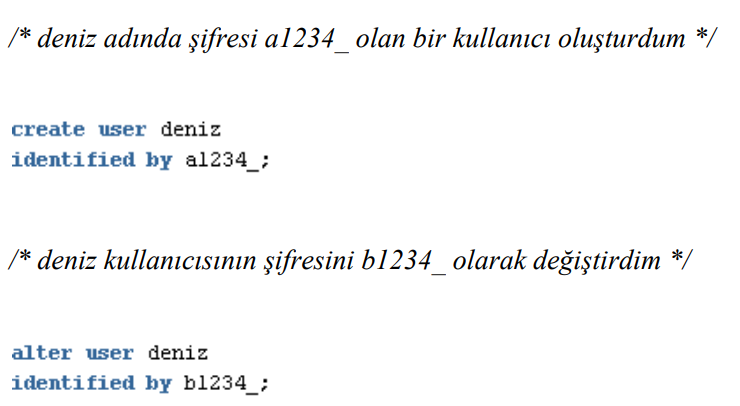 /* deniz adında şifresi a1234_ olan bir kullanıcı oluşturdum */
create user deniz
identified by a1234_;
/* deniz kullanıcısının şifresini b1234_ olarak değiştirdim */
alter user deniz
identified by b1234_;